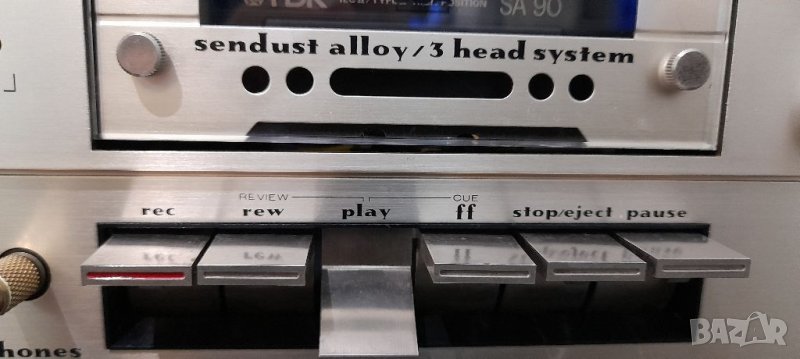 TDK SA 90
sendust alloy/3 head system
REVIEW CUE
rec rew play ff stop/eject pause
phones
BAZAR